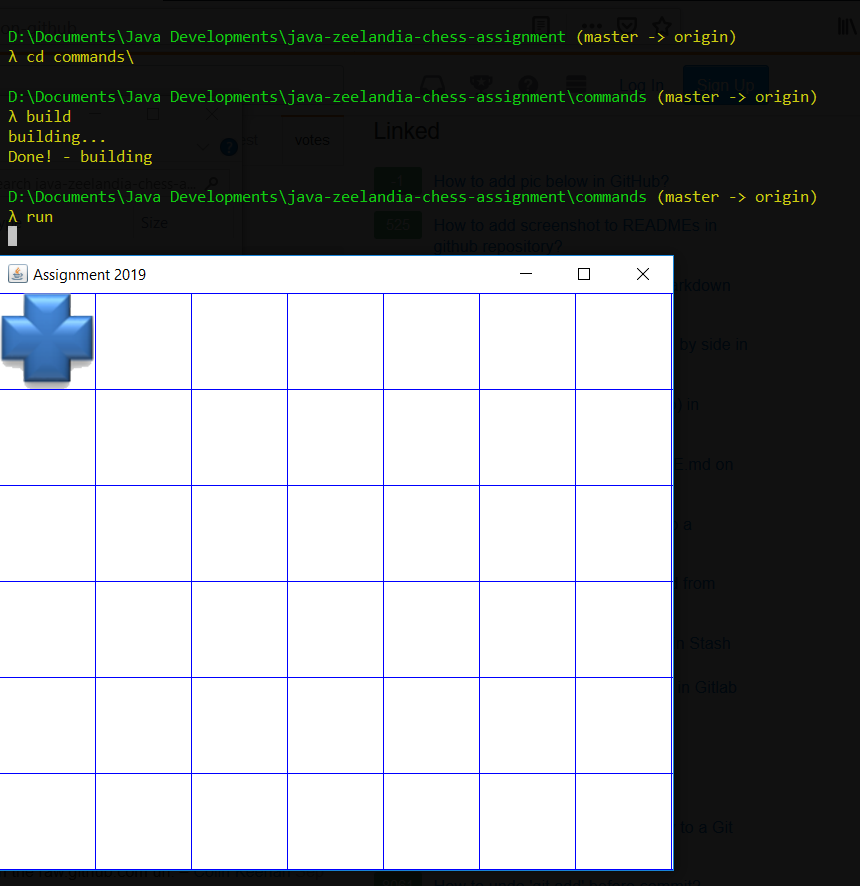 D:\Documents\Java Developments\java-zeelandia-chess-assignment (master -> origin)
λ cd commands\
Log In
Sign Up
D:\Documents\Java Developments\java-zeelandia-chess-assignment\commands (master -> origin)
λ build
Linked
building...
votes
Done! - building
How to add pic below in GitHub?
D:\Documents\Java Developments\java-zeelandia-chess-assignment\commands (master -> origin)
λ run
Size
525
How to add screenshot to READMEs in
github repository?
Assignment 2019
by side in
in
md on
a
from
Stash
in Gitlab
to a Git